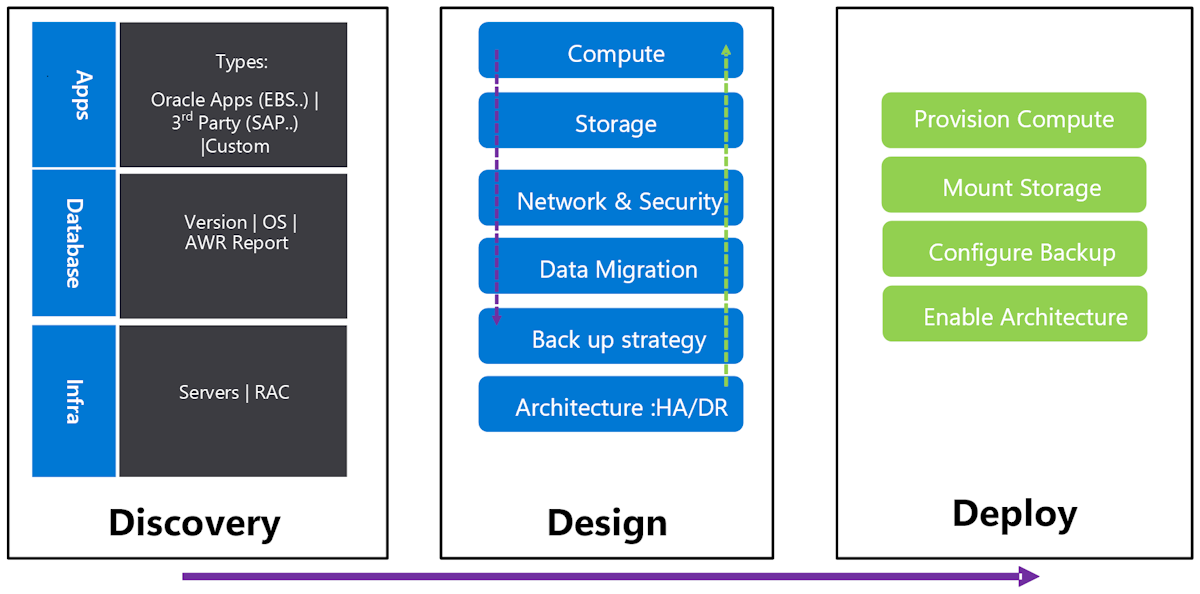 Apps
Types:
Oracle Apps (EBS..) |
3rd Party (SAP..)
|Custom
Database
Version | OS |
AWR Report
Infra
Servers | RAC
Discovery
Compute
Storage
Network & Security
Data Migration
Back up strategy
Architecture :HA/DR
Design
Provision Compute
Mount Storage
Configure Backup
Enable Architecture
Deploy